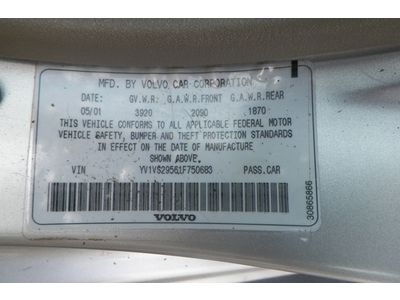 MFD. BY VOLVO CAR CORPORATION
DATE: G.V.W.R: G.A.W.R.FRONT G.A.W.R.REAR
05/01 3920 2090 1870
THIS VEHICLE CONFORMS TO ALL APPLICABLE FEDERAL MOTOR
VEHICLE SAFETY, BUMPER AND THEFT PROTECTION STANDARDS
IN EFFECT ON THE DATE OF MANUFACTURE
SHOWN ABOVE.
VIN YV1VS29561F750683 PASS.CAR
VOLVO
30865866